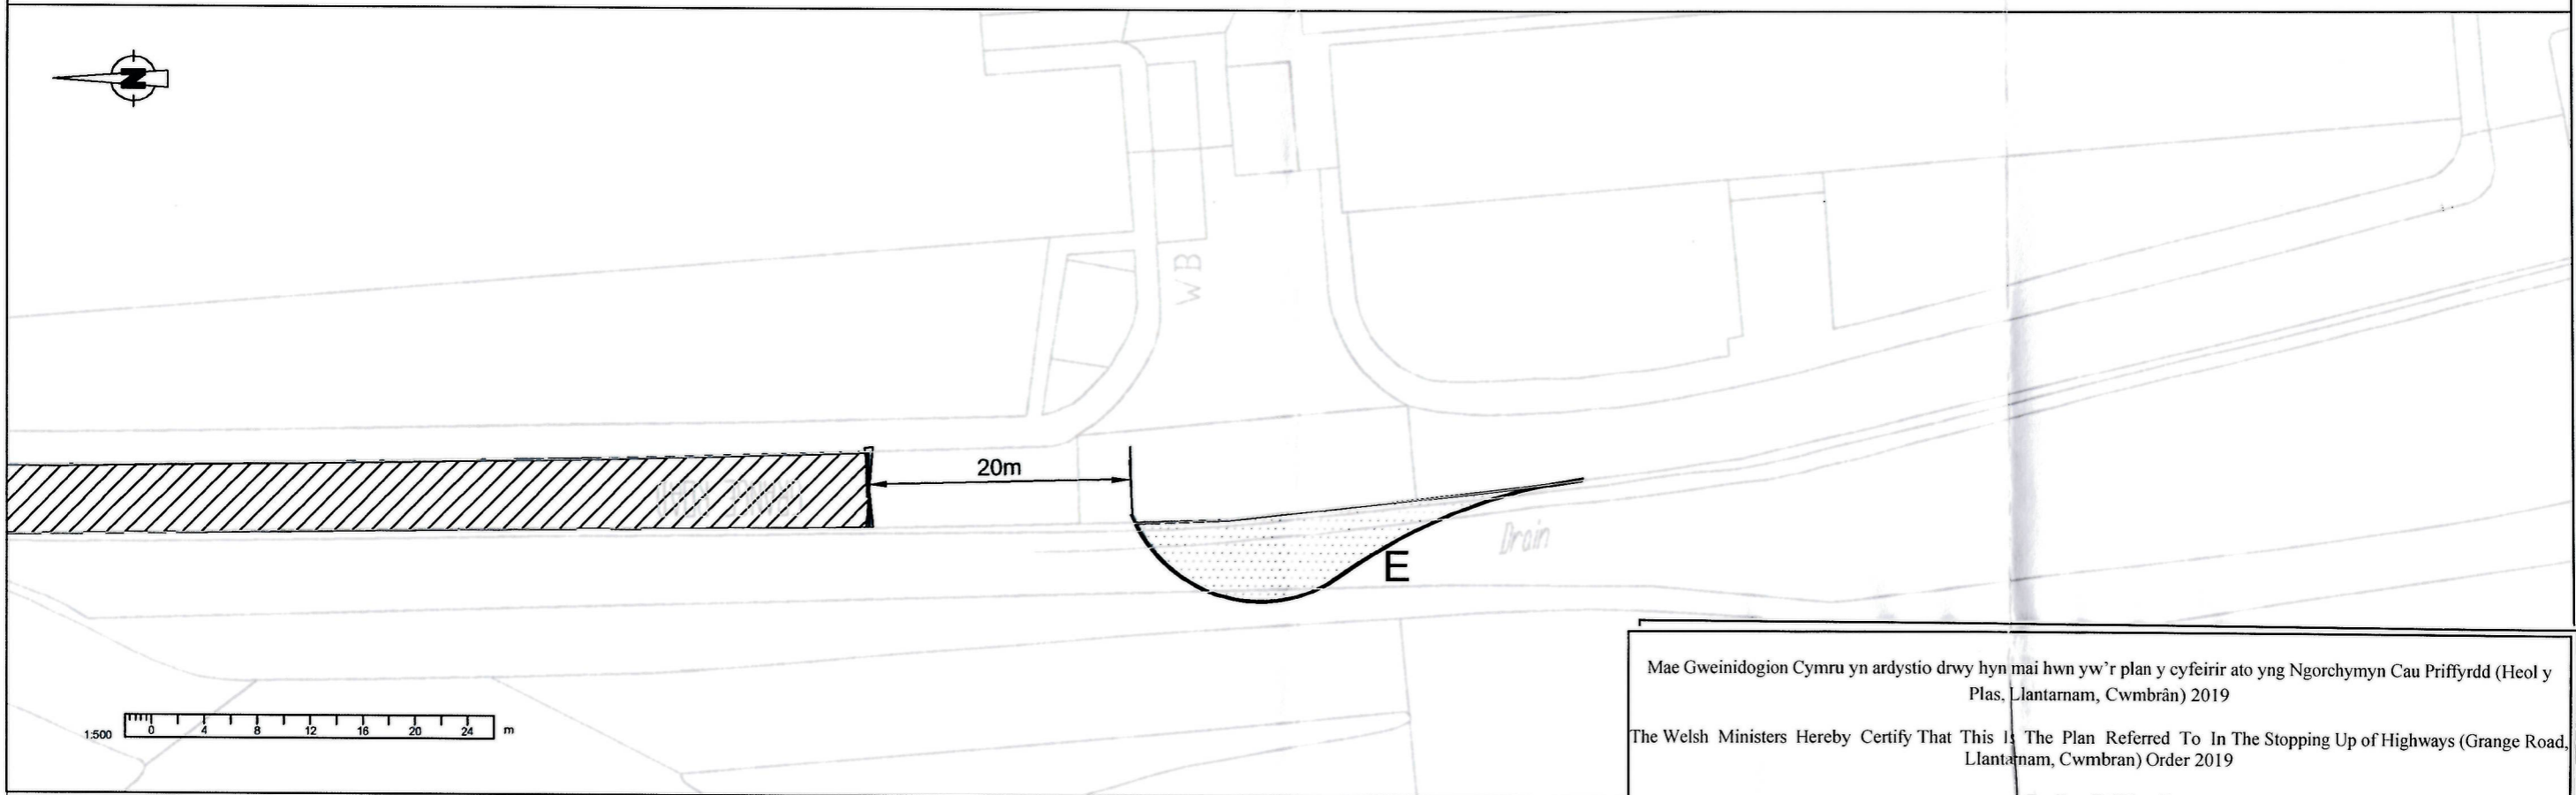 N
WB
20m
GRANGE ROAD
E
Drain
1:500
0 4 8 12 16 20 24 m
Mae Gweinidogion Cymru yn ardystio drwy hyn mai hwn yw'r plan y cyfeirir ato yng Ngorchymyn Cau Priffyrdd (Heol y
Plas, Llantarnam, Cwmbrân) 2019
The Welsh Ministers Hereby Certify That This Is The Plan Referred To In The Stopping Up of Highways (Grange Road,
Llantarnam, Cwmbran) Order 2019